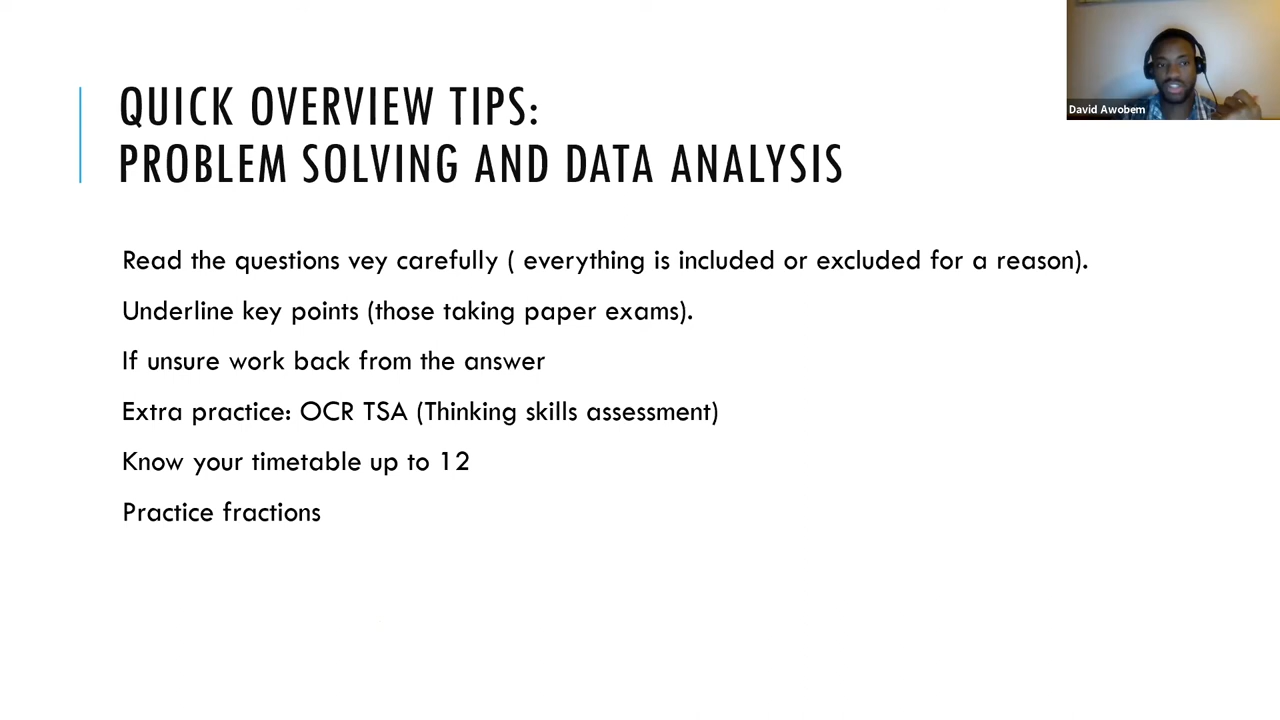 QUICK OVERVIEW TIPS:
PROBLEM SOLVING AND DATA ANALYSIS
David Awobem
Read the questions vey carefully ( everything is included or excluded for a reason).
Underline key points (those taking paper exams).
If unsure work back from the answer
Extra practice: OCR TSA (Thinking skills assessment)
Know your timetable up to 12
Practice fractions